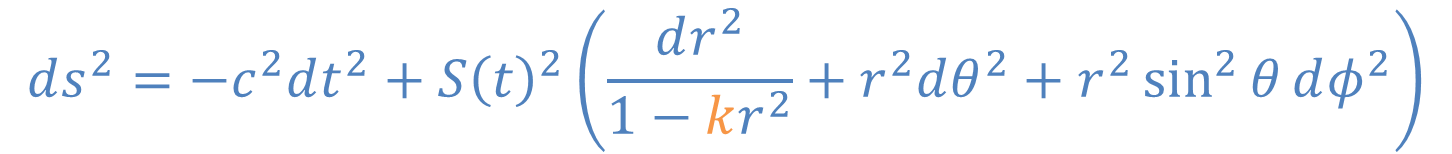 ds² = −c²dt² + S(t)² (dr²/(1 − kr²) + r²dθ² + r² sin² θ dϕ²)